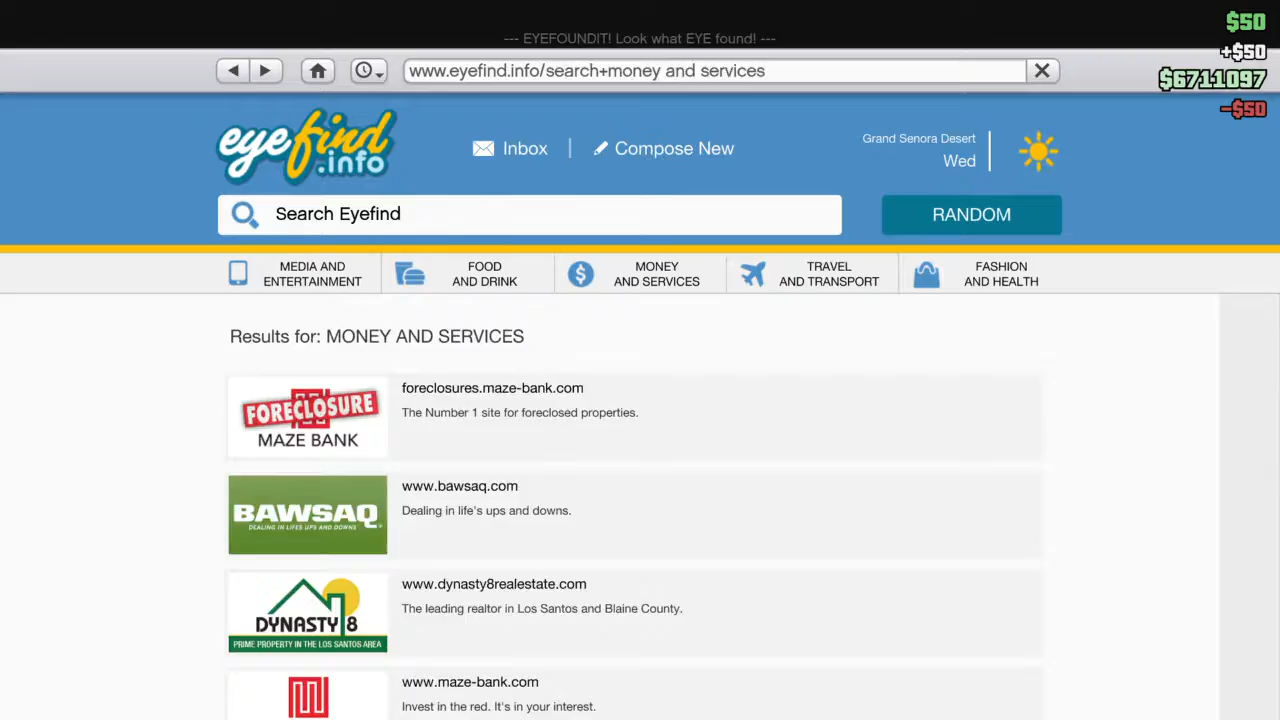 $50
--- EYEFOUNDIT! Look what EYE found! ---
+$50
www.eyefind.info/search+money and services
$6711097
-$50
eyefind.info
Inbox
Compose New
Grand Senora Desert
Wed
Search Eyefind
RANDOM
MEDIA AND
ENTERTAINMENT
FOOD
AND DRINK
MONEY
AND SERVICES
TRAVEL
AND TRANSPORT
FASHION
AND HEALTH
Results for: MONEY AND SERVICES
FORECLOSURE
MAZE BANK
foreclosures.maze-bank.com
The Number 1 site for foreclosed properties.
BAWSAQ
DEALING IN LIFES UPS AND DOWNS
www.bawsaq.com
Dealing in life's ups and downs.
DYNASTY 8
PRIME PROPERTY IN THE LOS SANTOS AREA
www.dynasty8realestate.com
The leading realtor in Los Santos and Blaine County.
www.maze-bank.com
Invest in the red. It's in your interest.